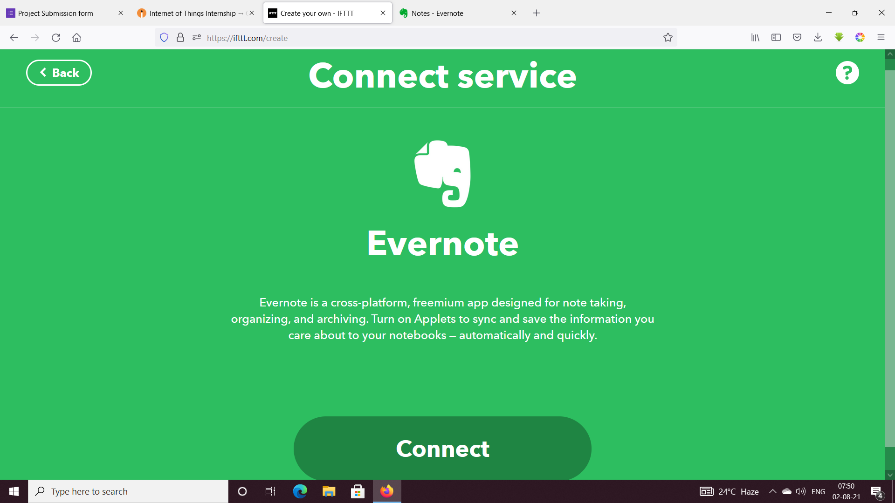 Project Submission form
Internet of Things Internship --
Create your own - IFTTT
Notes - Evernote
https://ifttt.com/create
Back
Connect service
?
Evernote
Evernote is a cross-platform, freemium app designed for note taking,
organizing, and archiving. Turn on Applets to sync and save the information you
care about to your notebooks — automatically and quickly.
Connect
Type here to search
24°C Haze
ENG
07:50
02-08-21
4